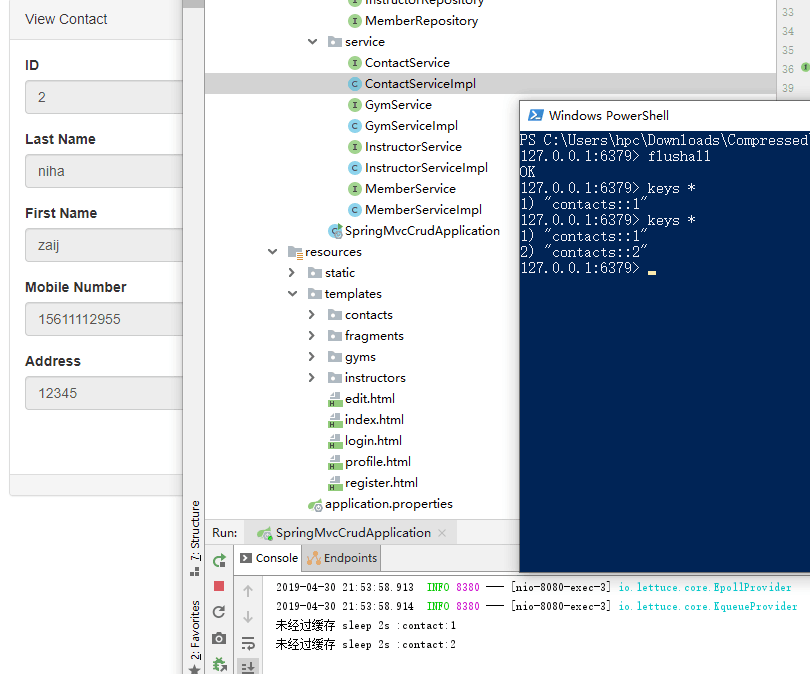 View Contact
ID
2
Last Name
niha
First Name
zaij
Mobile Number
15611112955
Address
12345
InstructorRepository
MemberRepository
service
ContactService
ContactServiceImpl
GymService
GymServiceImpl
InstructorService
InstructorServiceImpl
MemberService
MemberServiceImpl
SpringMvcCrudApplication
resources
static
templates
contacts
fragments
gyms
instructors
edit.html
index.html
login.html
profile.html
register.html
application.properties
33
34
35
36
39
Windows PowerShell
PS C:\Users\hpc\Downloads\Compressed
127.0.0.1:6379> flushall
OK
127.0.0.1:6379> keys *
1) "contacts::1"
127.0.0.1:6379> keys *
1) "contacts::1"
2) "contacts::2"
127.0.0.1:6379>
7: Structure
2: Favorites
Run: SpringMvcCrudApplication
Console Endpoints
2019-04-30 21:53:58.913 INFO 8380 --- [nio-8080-exec-3] io.lettuce.core.EpollProvider
2019-04-30 21:53:58.914 INFO 8380 --- [nio-8080-exec-3] io.lettuce.core.KqueueProvider
未经过缓存 sleep 2s :contact:1
未经过缓存 sleep 2s :contact:2